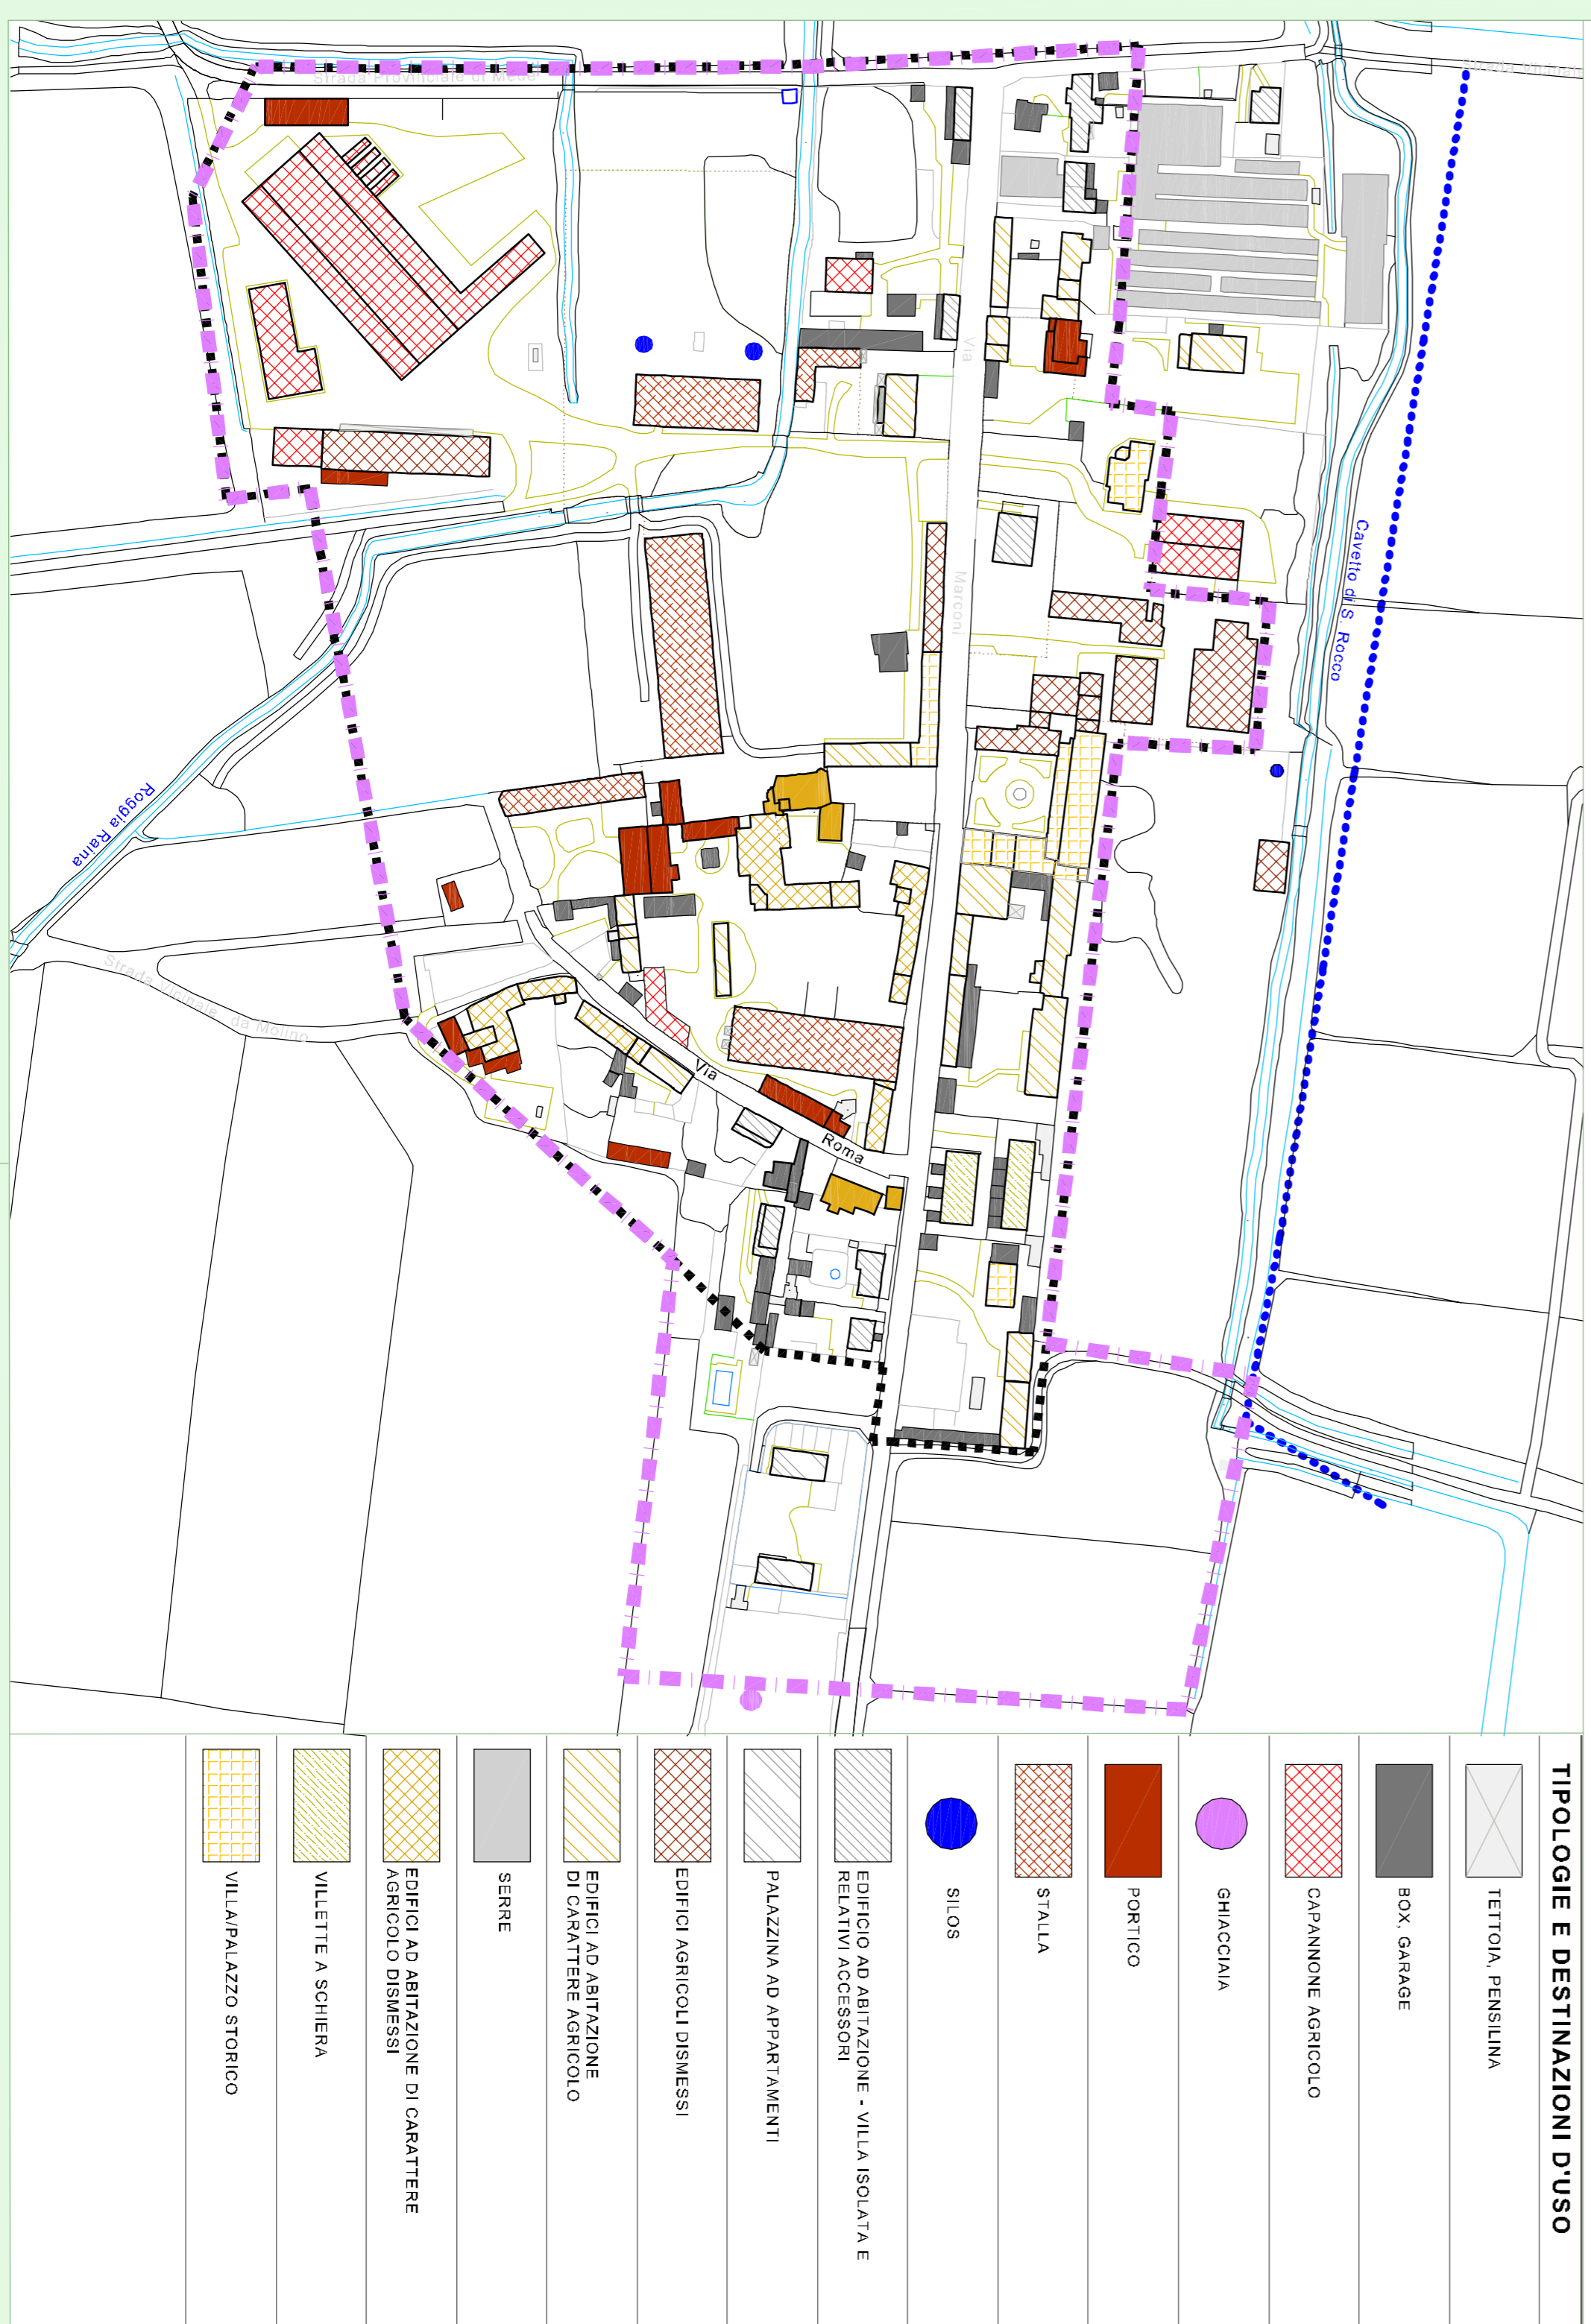 TIPOLOGIE E DESTINAZIONI D'USO
TETTOIA, PENSILINA
BOX, GARAGE
CAPANNONE AGRICOLO
GHIACCIAIA
PORTICO
STALLA
SILOS
EDIFICIO AD ABITAZIONE - VILLA ISOLATA E
RELATIVI ACCESSORI
PALAZZINA AD APPARTAMENTI
EDIFICI AGRICOLI DISMESSI
EDIFICI AD ABITAZIONE
DI CARATTERE AGRICOLO
SERRE
EDIFICI AD ABITAZIONE DI CARATTERE
AGRICOLO DISMESSI
VILLETTE A SCHIERA
VILLA/PALAZZO STORICO
Strada Vicinale
Cavetto di S. Rocco
Via
Marconi
Strada Provinciale di Mede
Roggia Raina
Strada Vicinale da Molino
Via
Roma